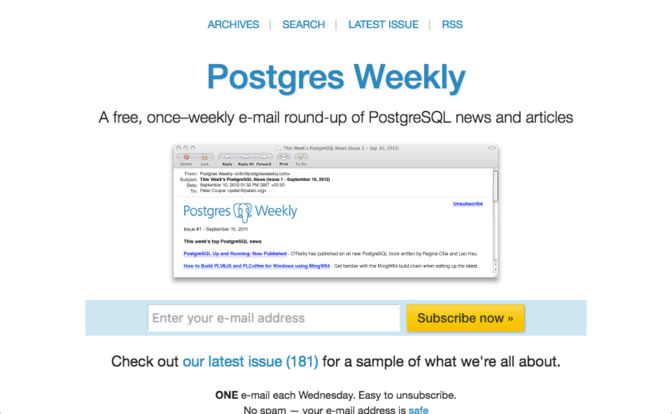 ARCHIVES | SEARCH | LATEST ISSUE | RSS
Postgres Weekly
A free, once–weekly e-mail round-up of PostgreSQL news and articles
This Week's PostgreSQL News (Issue 1 - Sep 10, 2012)
Delete Junk Reply Reply All Forward Print To Do
From: Postgres Weekly <info@postgresweekly.com>
Subject: This Week's PostgreSQL News (Issue 1 - September 10, 2012)
Date: September 10, 2012 01:32 PM GMT
To: Peter Cooper
Unsubscribe
Postgres Weekly
Issue #1 - September 10, 2011
This week's top PostgreSQL news
PostgreSQL Up and Running: Now Published - O'Reilly has published an all new PostgreSQL book written by Regina Obe and Leo Hsu
How to Build PLV8JS and PLCoffee for Windows using MingW64 - Get familiar with the MingW64 build chain when setting up the latest
Enter your e-mail address
Subscribe now »
Check out our latest issue (181) for a sample of what we're all about.
ONE e-mail each Wednesday. Easy to unsubscribe.
No spam — your e-mail address is safe